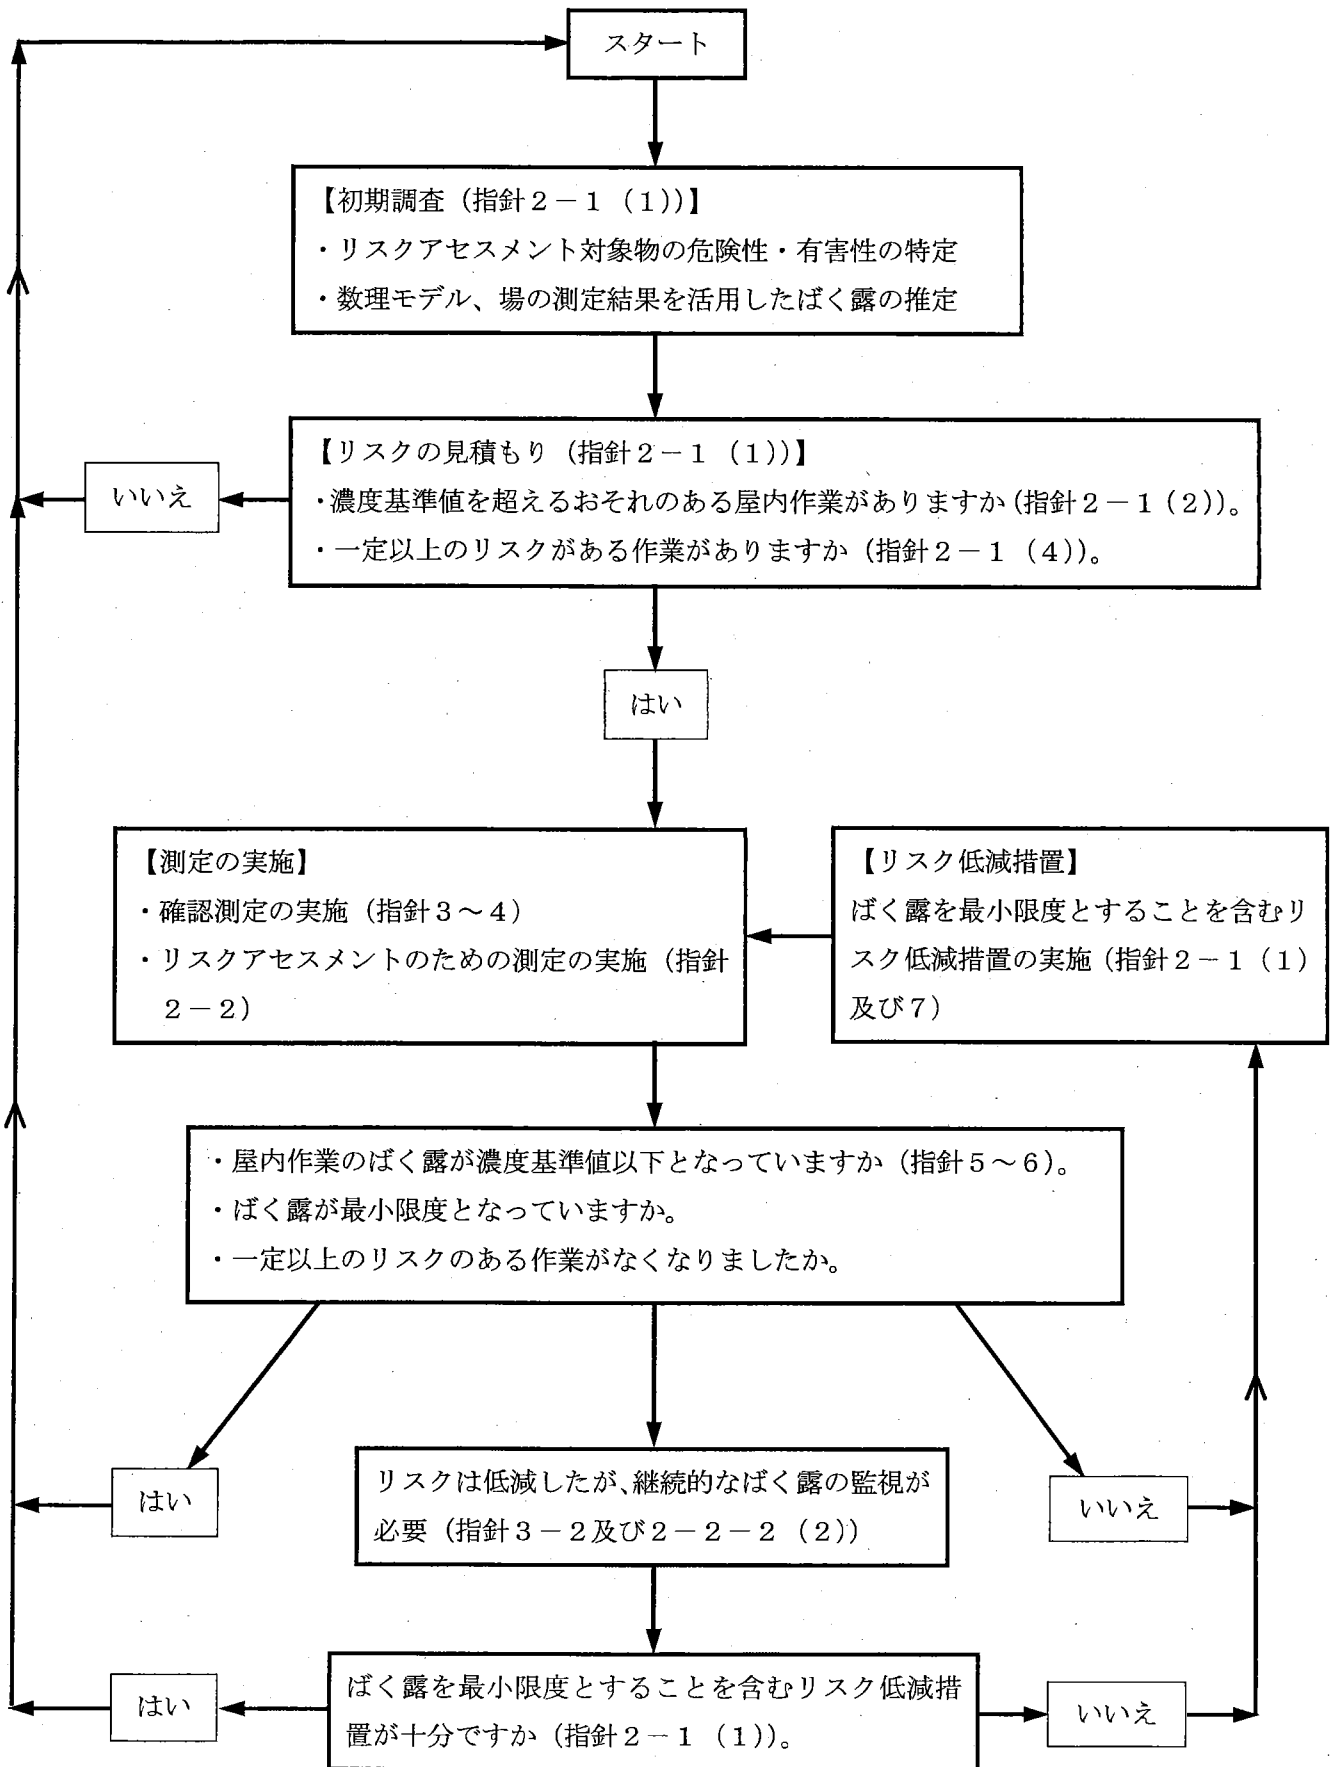 スタート
【初期調査（指針２－１（１））】
・リスクアセスメント対象物の危険性・有害性の特定
・数理モデル、場の測定結果を活用したばく露の推定
【リスクの見積もり（指針２－１（１））】
・濃度基準値を超えるおそれのある屋内作業がありますか（指針２－１（２））。
・一定以上のリスクがある作業がありますか（指針２－１（４））。
いいえ
はい
【測定の実施】
・確認測定の実施（指針３～４）
・リスクアセスメントのための測定の実施（指針
２－２）
【リスク低減措置】
ばく露を最小限度とすることを含むリ
スク低減措置の実施（指針２－１（１）
及び７）
・屋内作業のばく露が濃度基準値以下となっていますか（指針５～６）。
・ばく露が最小限度となっていますか。
・一定以上のリスクのある作業がなくなりましたか。
はい
リスクは低減したが、継続的なばく露の監視が
必要（指針３－２及び２－２－２（２））
いいえ
はい
ばく露を最小限度とすることを含むリスク低減措
置が十分ですか（指針２－１（１））。
いいえ